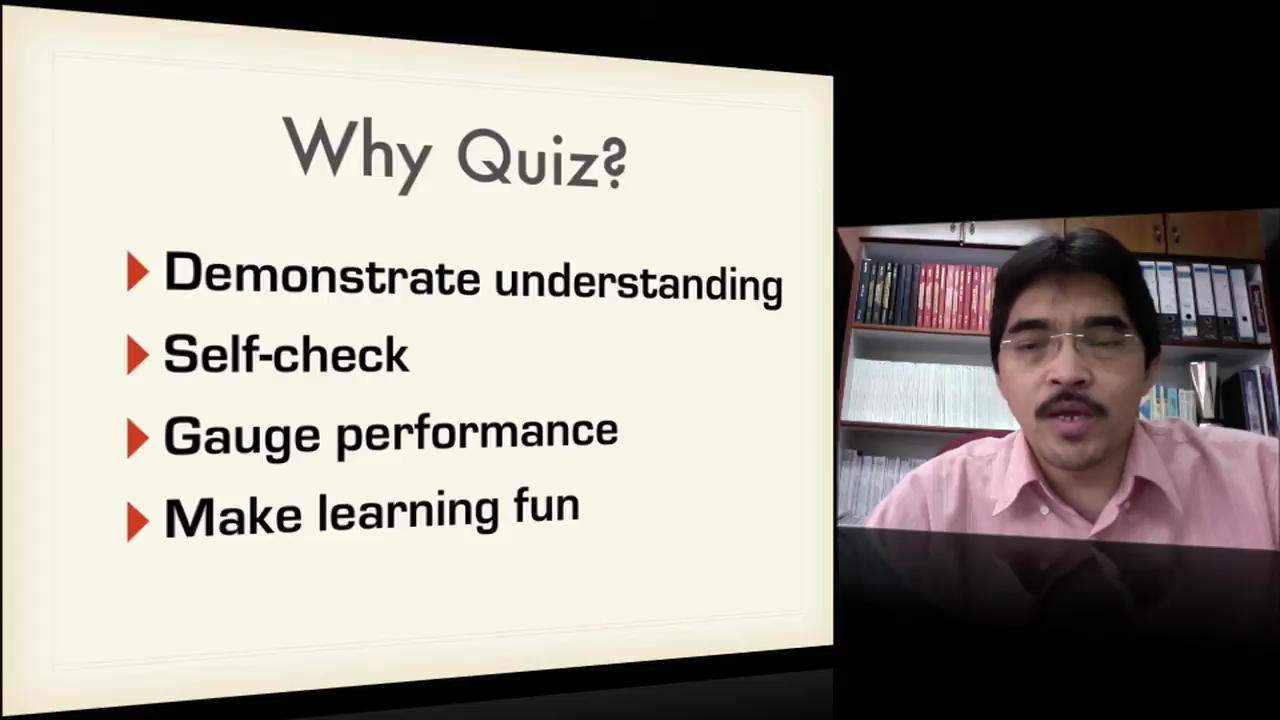 Why Quiz?
Demonstrate understanding
Self-check
Gauge performance
Make learning fun